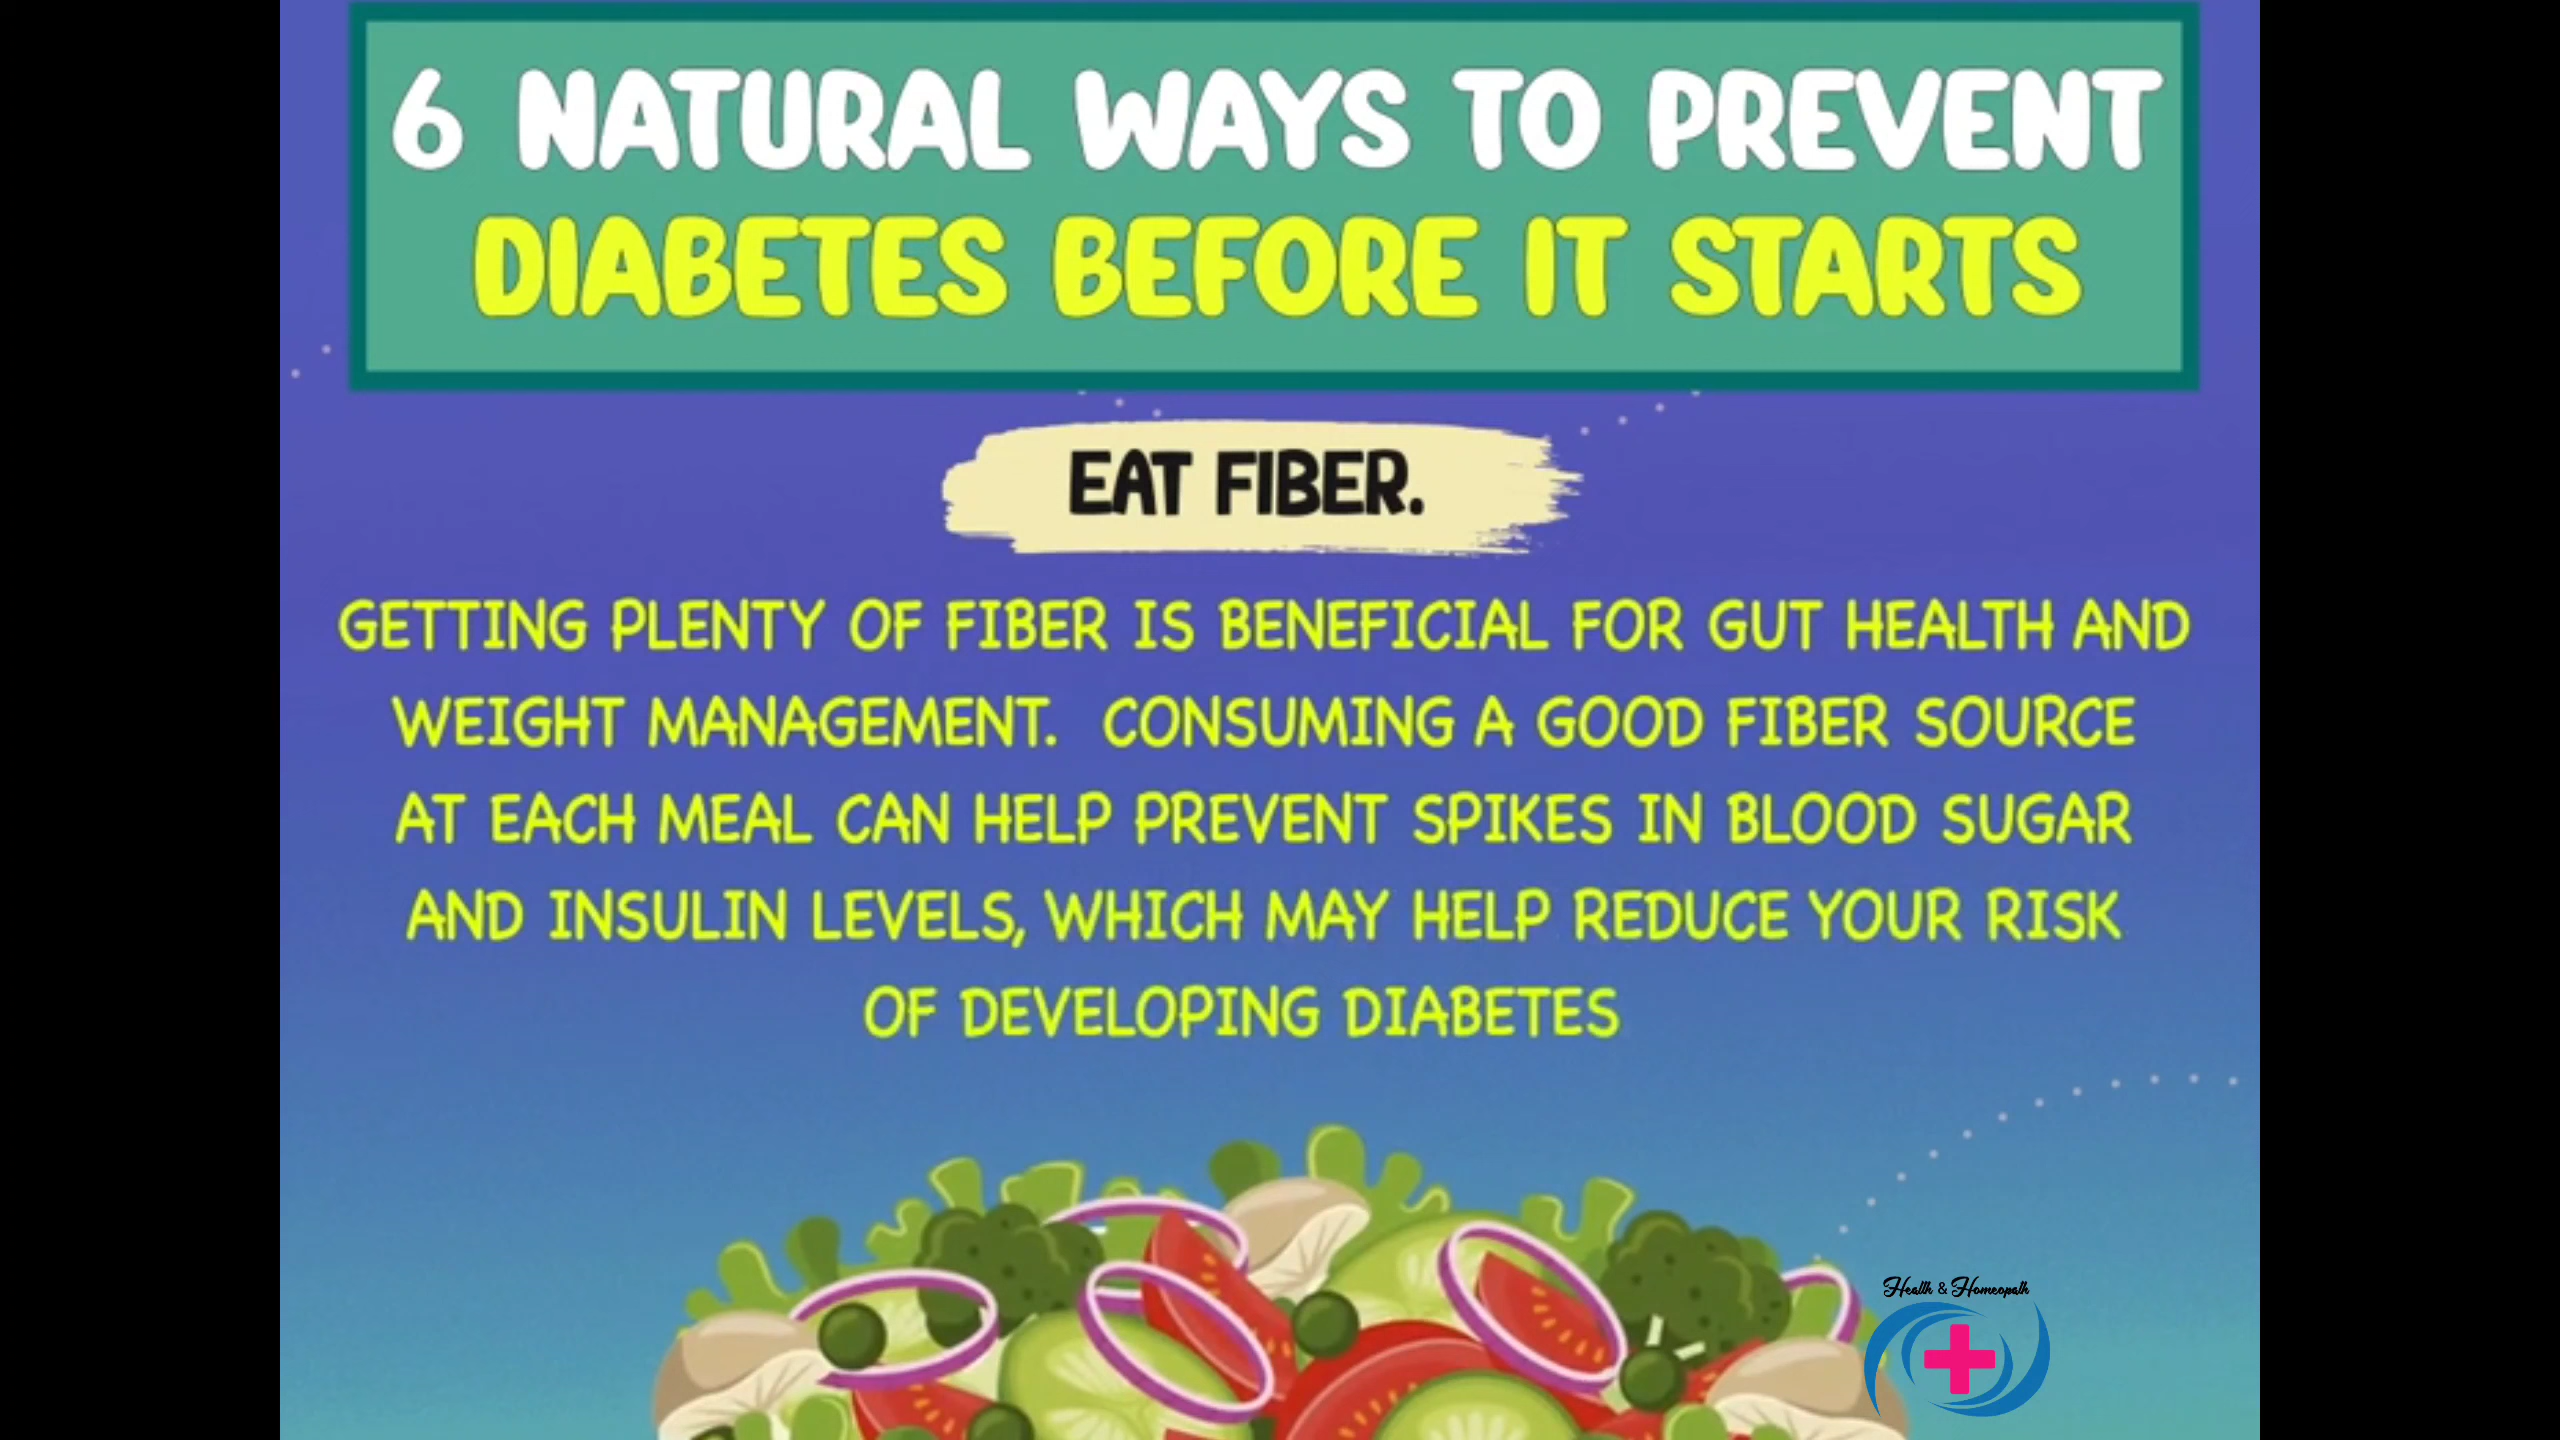 6 NATURAL WAYS TO PREVENT
DIABETES BEFORE IT STARTS
EAT FIBER.
GETTING PLENTY OF FIBER IS BENEFICIAL FOR GUT HEALTH AND
WEIGHT MANAGEMENT. CONSUMING A GOOD FIBER SOURCE
AT EACH MEAL CAN HELP PREVENT SPIKES IN BLOOD SUGAR
AND INSULIN LEVELS, WHICH MAY HELP REDUCE YOUR RISK
OF DEVELOPING DIABETES
Health & Homeopath